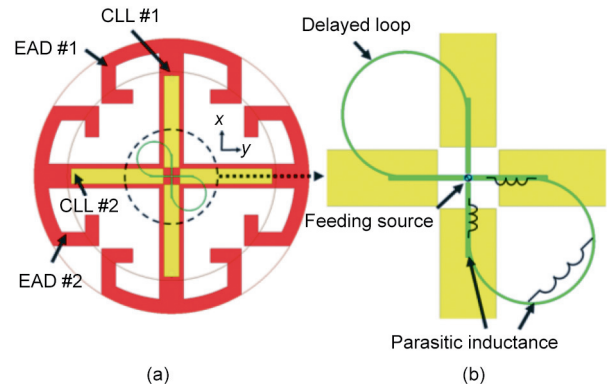 CLL #1
EAD #1
x
y
CLL #2
EAD #2
(a)
Delayed loop
Feeding source
Parasitic inductance
(b)